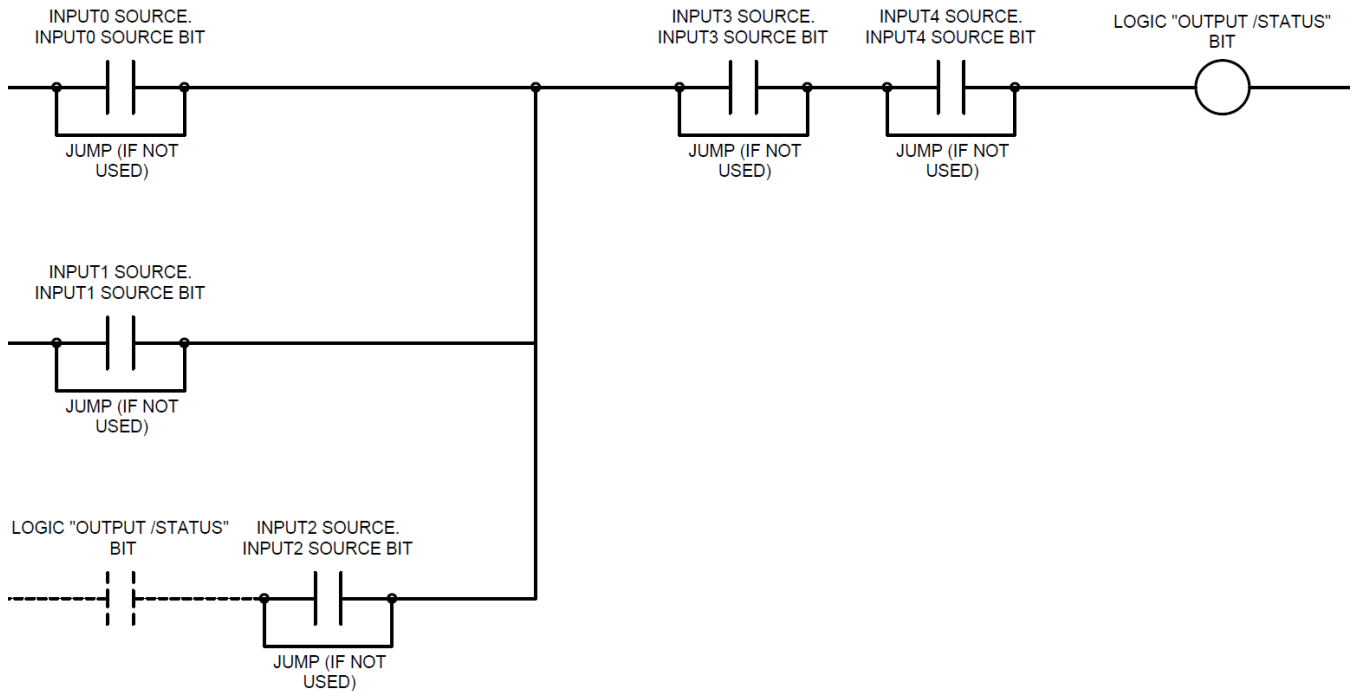 INPUT0 SOURCE.
INPUT0 SOURCE BIT
JUMP (IF NOT
USED)
INPUT3 SOURCE.
INPUT3 SOURCE BIT
JUMP (IF NOT
USED)
INPUT4 SOURCE.
INPUT4 SOURCE BIT
JUMP (IF NOT
USED)
LOGIC "OUTPUT /STATUS"
BIT
INPUT1 SOURCE.
INPUT1 SOURCE BIT
JUMP (IF NOT
USED)
LOGIC "OUTPUT /STATUS"
BIT
INPUT2 SOURCE.
INPUT2 SOURCE BIT
JUMP (IF NOT
USED)